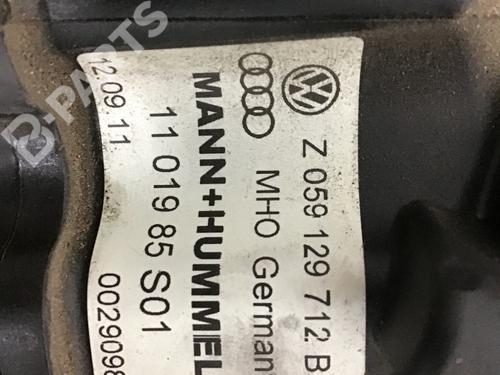 Z 059 129 712 B
MHO German
MANN+HUMMEL
11 019 85 S01
12.09.11
0029098
B-PARTS